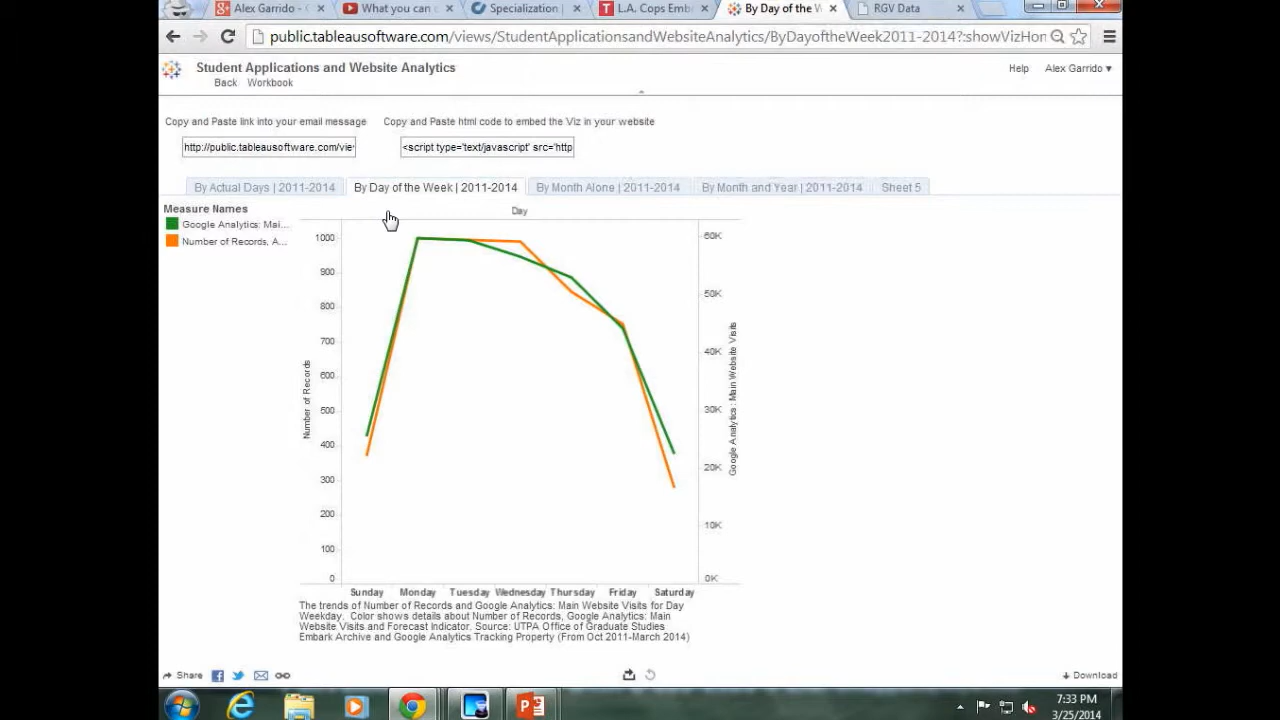 Alex Garrido - G
What you can d
Specialization |
L.A. Cops Emb
By Day of the W
RGV Data
public.tableausoftware.com/views/StudentApplicationsandWebsiteAnalytics/ByDayoftheWeek2011-2014?:showVizHon
Student Applications and Website Analytics
Back Workbook
Help Alex Garrido
Copy and Paste link into your email message Copy and Paste html code to embed the Viz in your website
http://public.tableausoftware.com/vie <script type='text/javascript' src='http
By Actual Days | 2011-2014 By Day of the Week | 2011-2014 By Month Alone | 2011-2014 By Month and Year | 2011-2014 Sheet 5
Measure Names
Google Analytics: Mai...
Number of Records, A...
Day
1000
900
800
700
600
500
400
300
200
100
0
Number of Records
60K
50K
40K
30K
20K
10K
0K
Google Analytics : Main Website Visits
Sunday Monday Tuesday Wednesday Thursday Friday Saturday
The trends of Number of Records and Google Analytics: Main Website Visits for Day
Weekday. Color shows details about Number of Records, Google Analytics: Main
Website Visits and Forecast Indicator. Source: UTPA Office of Graduate Studies
Embark Archive and Google Analytics Tracking Property (From Oct 2011-March 2014)
Share
Download
7:33 PM
3/25/2014